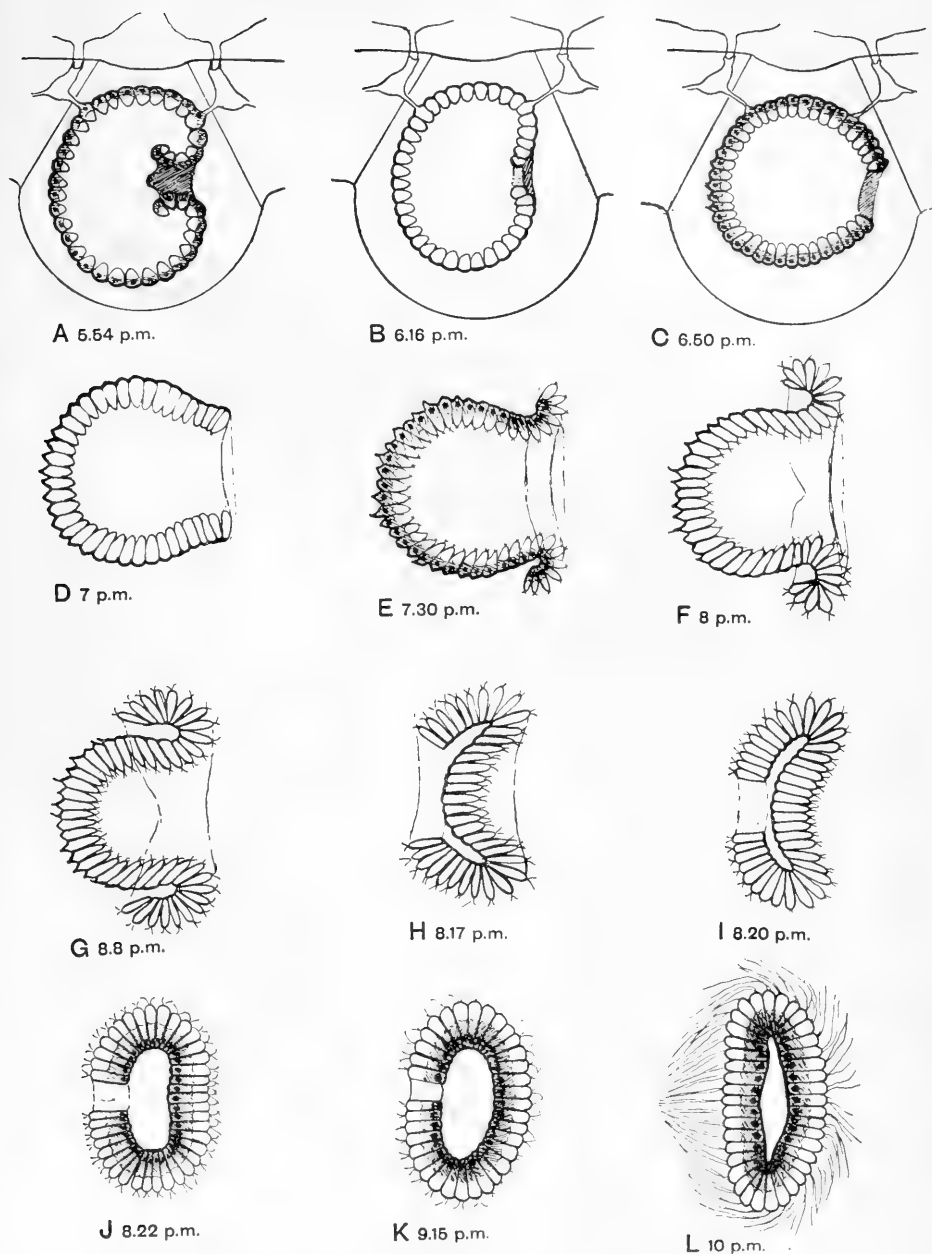 A 5.54 p.m.
B 6.16 p.m.
C 6.50 p.m.
D 7 p.m.
E 7.30 p.m.
F 8 p.m.
G 8.8 p.m.
H 8.17 p.m.
I 8.20 p.m.
J 8.22 p.m.
K 9.15 p.m.
L 10 p.m.